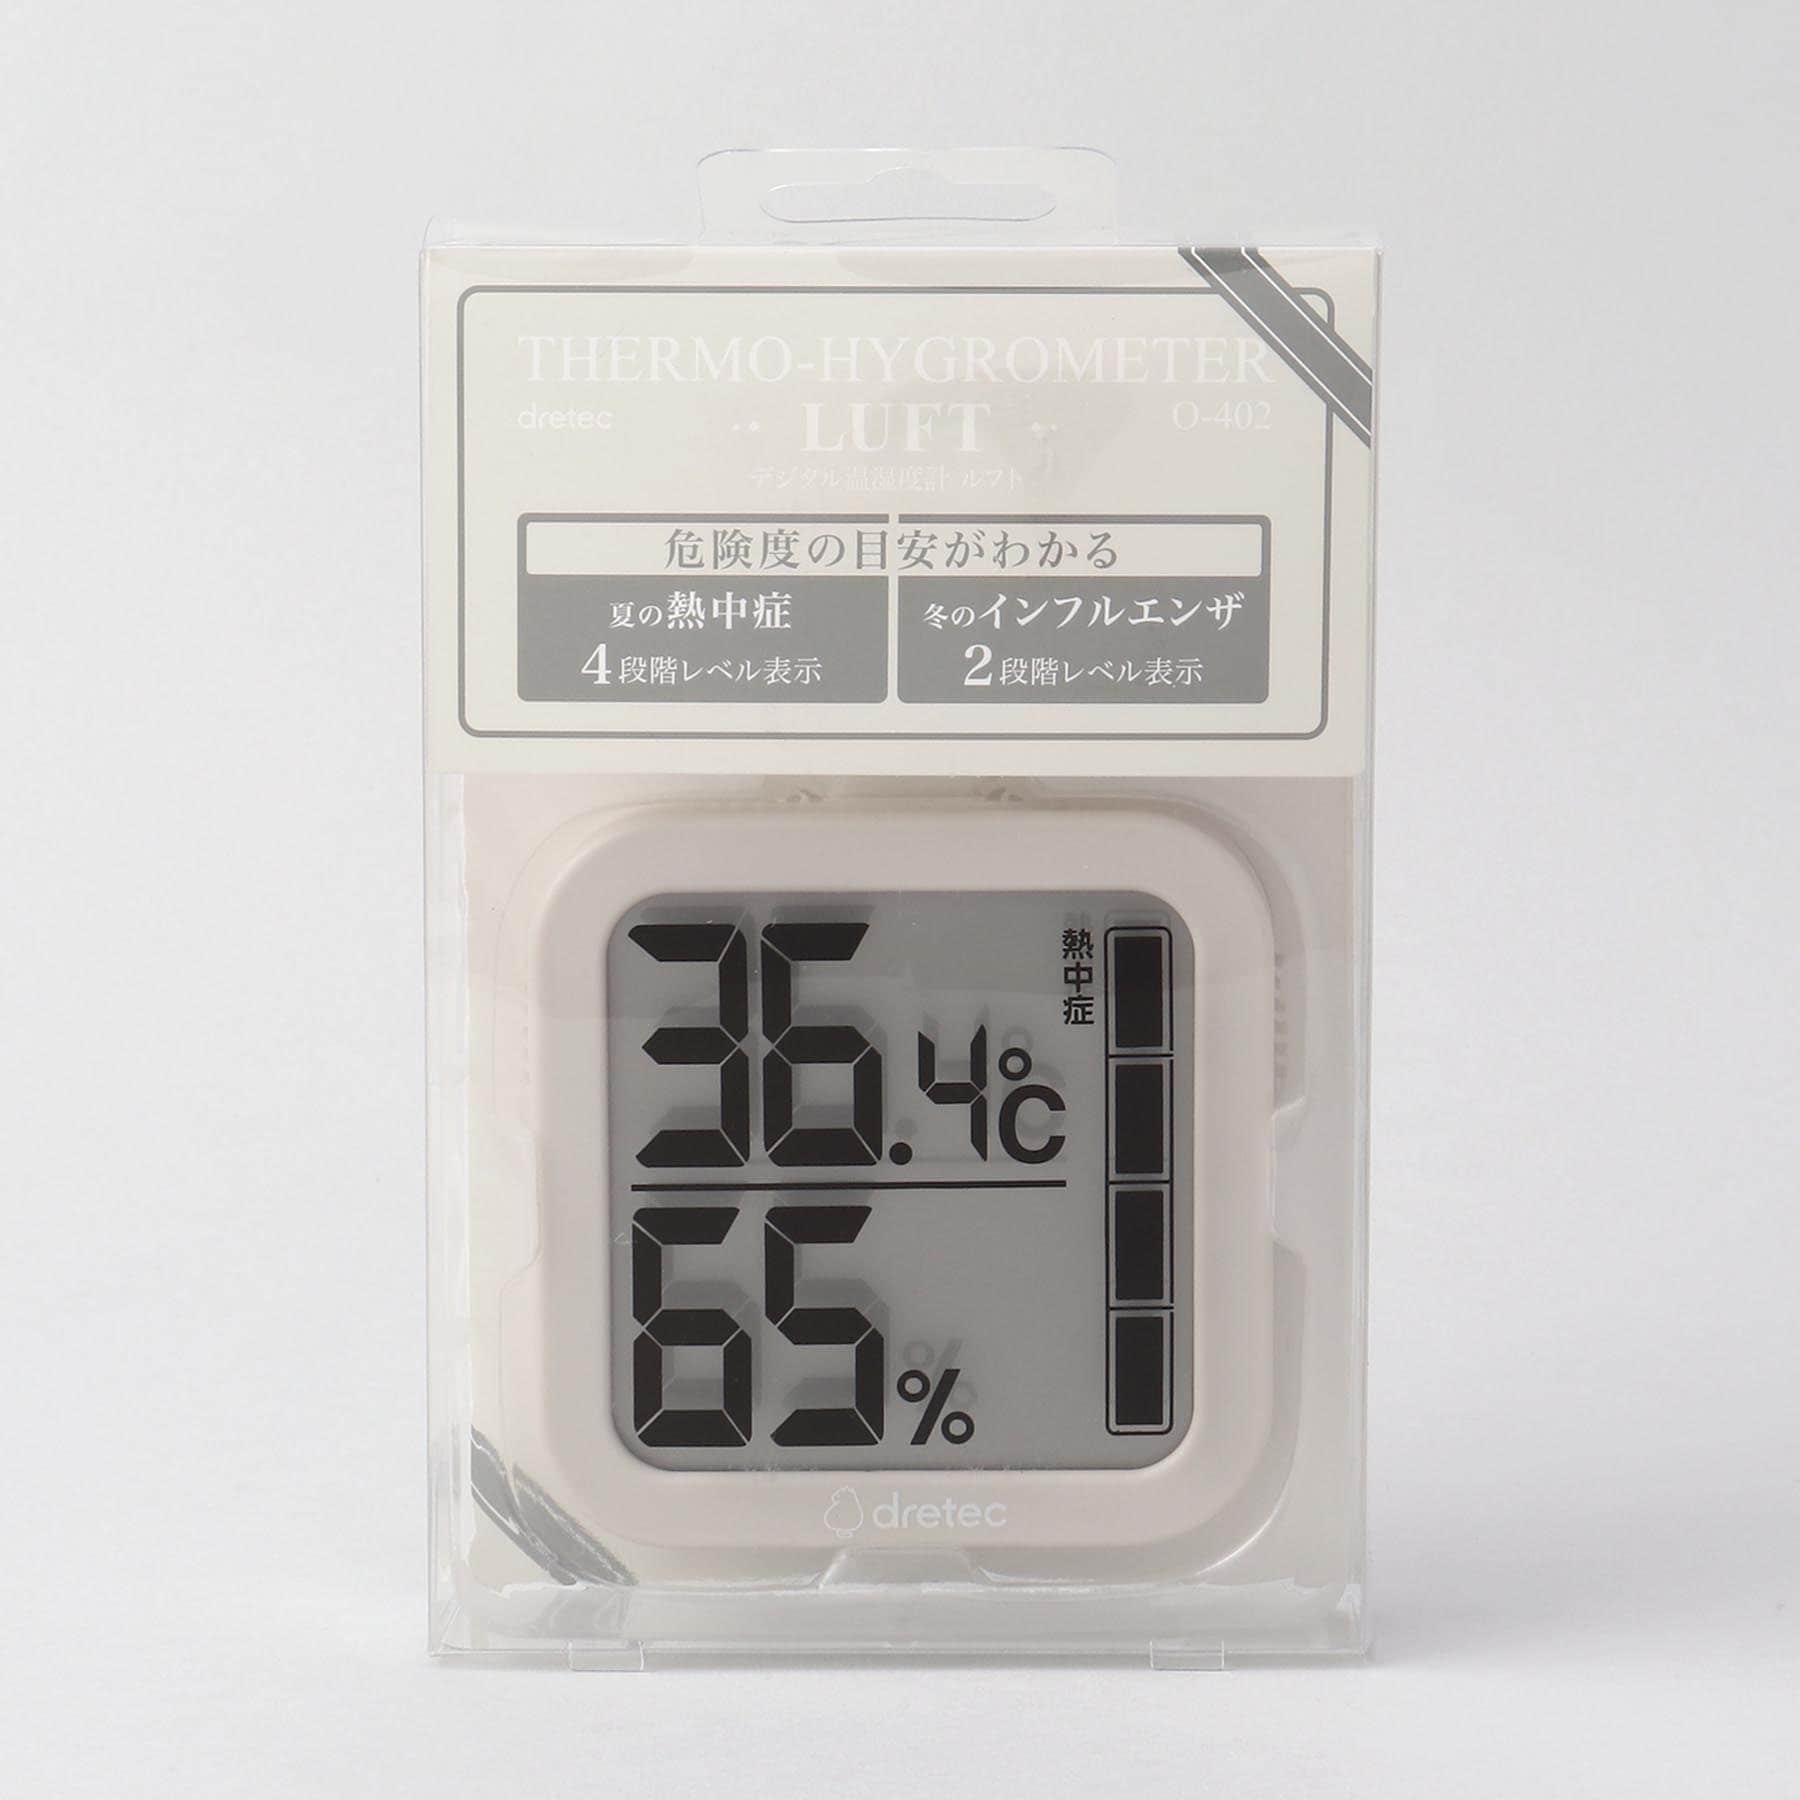 THERMO-HYGROMETER
dretec LUFT O-402
デジタル温湿度計 ルフト
危険度の目安がわかる
夏の熱中症
4段階レベル表示
冬のインフルエンザ
2段階レベル表示
36.4℃
熱中症
65%
dretec